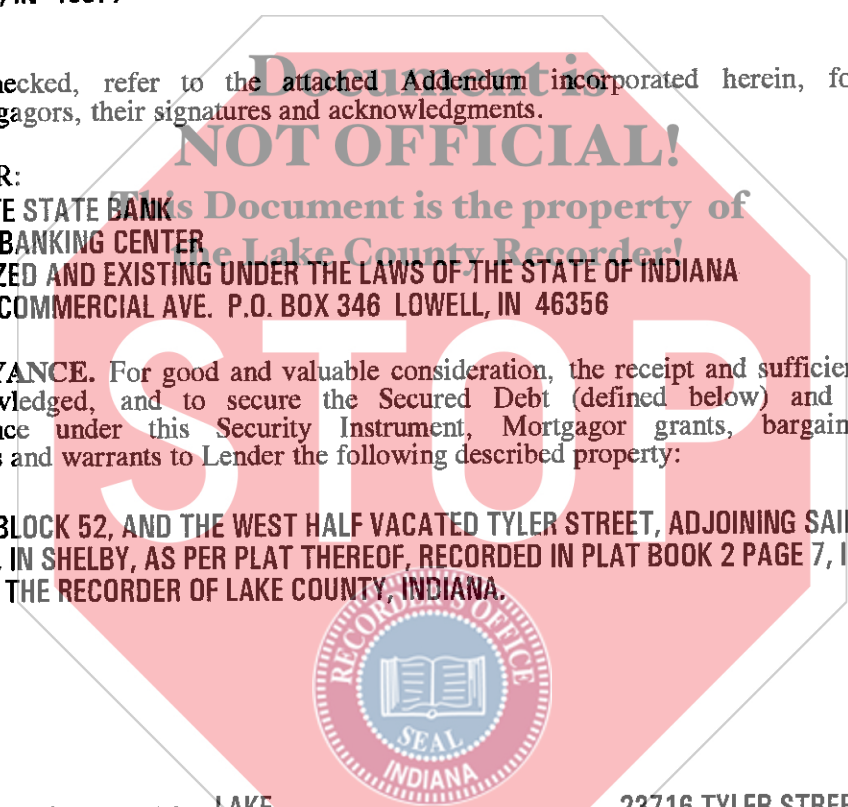 hecked, refer to the attached Addendum incorporated herein, fo
gagors, their signatures and acknowledgments.
Document is
NOT OFFICIAL!
This Document is the property of
the Lake County Recorder!
R:
TE STATE BANK
BANKING CENTER
ZED AND EXISTING UNDER THE LAWS OF THE STATE OF INDIANA
COMMERCIAL AVE. P.O. BOX 346 LOWELL, IN 46356
STOP
YANCE. For good and valuable consideration, the receipt and sufficie
wledged, and to secure the Secured Debt (defined below) and
nce under this Security Instrument, Mortgagor grants, bargain
s and warrants to Lender the following described property:
BLOCK 52, AND THE WEST HALF VACATED TYLER STREET, ADJOINING SAI
, IN SHELBY, AS PER PLAT THEREOF, RECORDED IN PLAT BOOK 2 PAGE 7, I
THE RECORDER OF LAKE COUNTY, INDIANA.
RECORDER'S OFFICE
SEAL
INDIANA
LAKE
23716 TYLER STREE